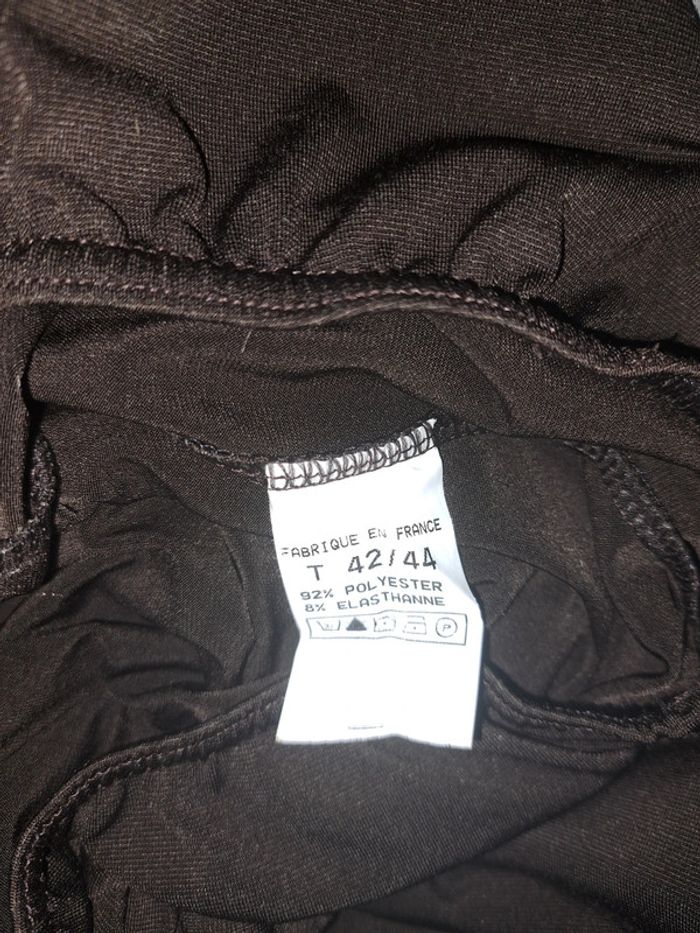 FABRIQUE EN FRANCE
T 42/44
92% POLYESTER
8% ELASTHANNE
P